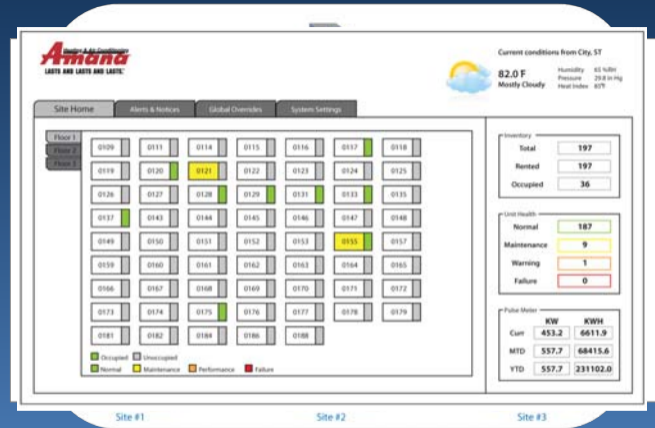 Amana
Heating & Air Conditioning
LASTS AND LASTS AND LASTS.
Current conditions from City, ST
82.0 F
Mostly Cloudy
Humidity 65 %RH
Pressure 29.8 in Hg
Heat Index 85°F
Site Home Alerts & Notices Global Overrides System Settings
Floor 1
Floor 2
Floor 3
0109 0111 0114 0115 0116 0117 0118
0119 0120 0121 0122 0123 0124 0125
0126 0127 0128 0129 0131 0133 0135
0137 0143 0144 0145 0146 0147 0148
0149 0150 0151 0152 0153 0155 0157
0159 0160 0161 0162 0163 0164 0165
0166 0167 0168 0169 0170 0171 0172
0173 0174 0175 0176 0177 0178 0179
0181 0182 0184 0186 0188
Occupied Unoccupied
Normal Maintenance Performance Failure
Inventory
Total 197
Rented 197
Occupied 36
Unit Health
Normal 187
Maintenance 9
Warning 1
Failure 0
Pulse Meter
KW KWH
Curr 453.2 6611.9
MTD 557.7 68415.6
YTD 557.7 231102.0
Site #1 Site #2 Site #3